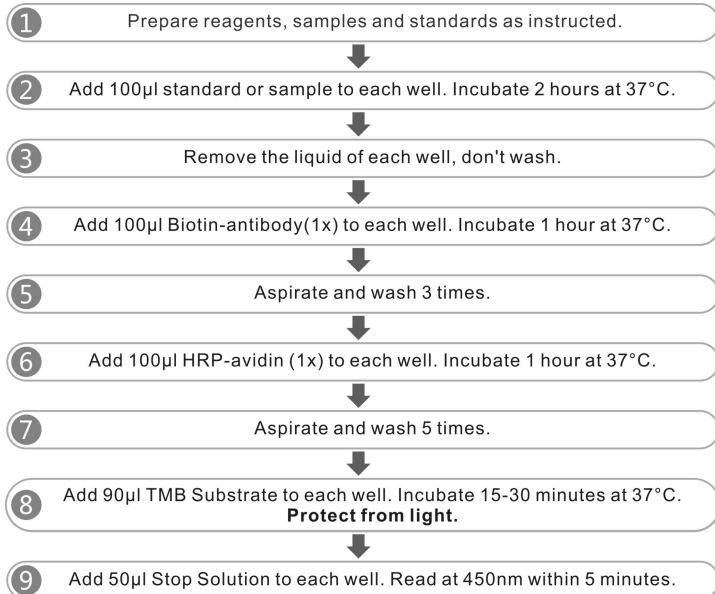 1 Prepare reagents, samples and standards as instructed.
2 Add 100μl standard or sample to each well. Incubate 2 hours at 37°C.
3 Remove the liquid of each well, don't wash.
4 Add 100μl Biotin-antibody(1x) to each well. Incubate 1 hour at 37°C.
5 Aspirate and wash 3 times.
6 Add 100μl HRP-avidin (1x) to each well. Incubate 1 hour at 37°C.
7 Aspirate and wash 5 times.
8 Add 90μl TMB Substrate to each well. Incubate 15-30 minutes at 37°C.
Protect from light.
9 Add 50μl Stop Solution to each well. Read at 450nm within 5 minutes.